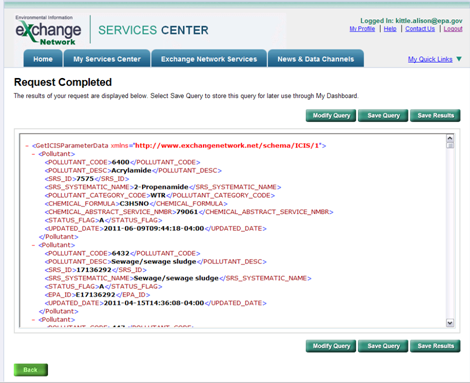 Environmental Information
exchange
Network
SERVICES CENTER
Logged In: kittle.alison@epa.gov
My Profile | Help | Contact Us | Logout
Home
My Services Center
Exchange Network Services
News & Data Channels
My Quick Links
Request Completed
The results of your request are displayed below. Select Save Query to store this query for later use through My Dashboard.
Modify Query
Save Query
Save Results
- <GetICISParameterData xmlns="http://www.exchangenetwork.net/schema/ICIS/1">
- <Pollutant>
<POLLUTANT_CODE>6400</POLLUTANT_CODE>
<POLLUTANT_DESC>Acrylamide</POLLUTANT_DESC>
<SRS_ID>7575</SRS_ID>
<SRS_SYSTEMATIC_NAME>2-Propenamide</SRS_SYSTEMATIC_NAME>
<POLLUTANT_CATEGORY_CODE>WTR</POLLUTANT_CATEGORY_CODE>
<CHEMICAL_FORMULA>C3H5NO</CHEMICAL_FORMULA>
<CHEMICAL_ABSTRACT_SERVICE_NMBR>79061</CHEMICAL_ABSTRACT_SERVICE_NMBR>
<STATUS_FLAG>A</STATUS_FLAG>
<UPDATED_DATE>2011-06-09T09:44:18-04:00</UPDATED_DATE>
</Pollutant>
- <Pollutant>
<POLLUTANT_CODE>6432</POLLUTANT_CODE>
<POLLUTANT_DESC>Sewage/sewage sludge</POLLUTANT_DESC>
<SRS_ID>17136292</SRS_ID>
<SRS_SYSTEMATIC_NAME>Sewage/sewage sludge</SRS_SYSTEMATIC_NAME>
<STATUS_FLAG>A</STATUS_FLAG>
<EPA_ID>E17136292</EPA_ID>
<UPDATED_DATE>2011-04-15T14:36:08-04:00</UPDATED_DATE>
</Pollutant>
- <Pollutant>
Modify Query
Save Query
Save Results
Back